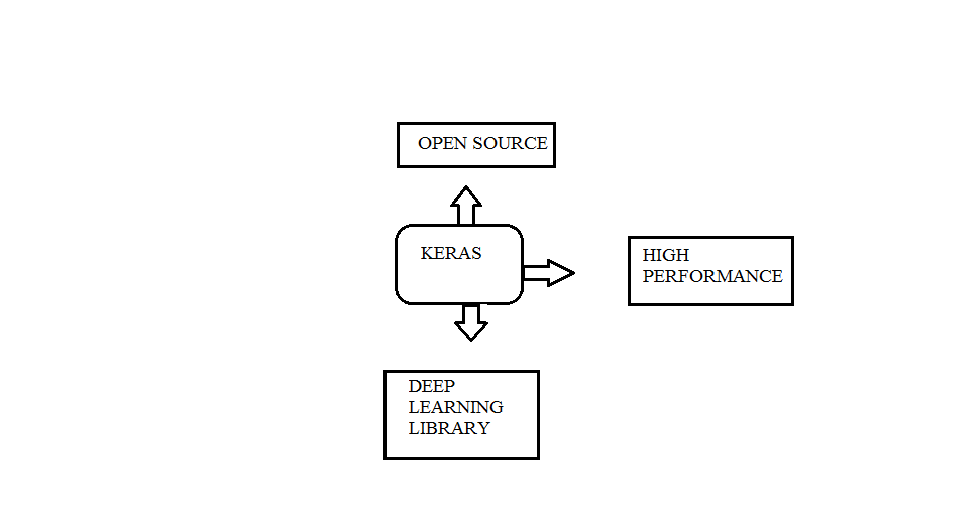 OPEN SOURCE
KERAS
HIGH
PERFORMANCE
DEEP
LEARNING
LIBRARY